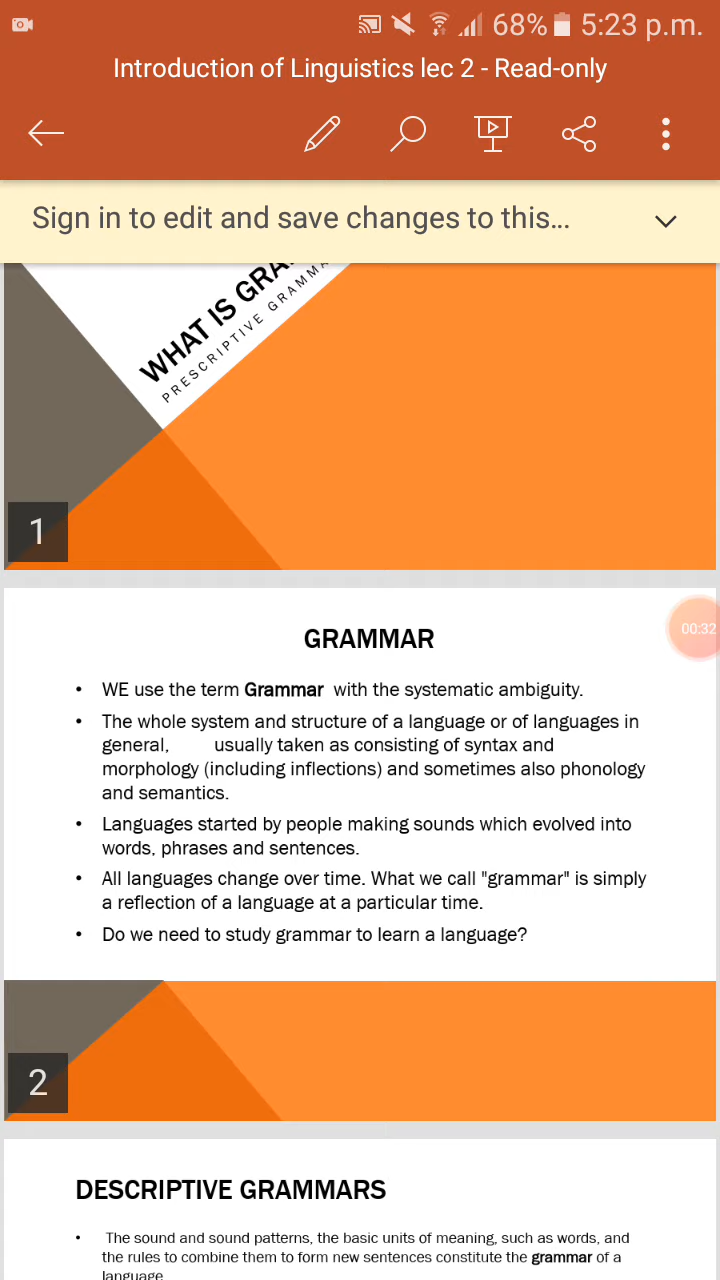 68% 5:23 p.m.
Introduction of Linguistics lec 2 - Read-only
Sign in to edit and save changes to this...
WHAT IS
PRESCRIPTIVE
1
GRAMMAR
00:32
• WE use the term Grammar with the systematic ambiguity.
• The whole system and structure of a language or of languages in
general, usually taken as consisting of syntax and
morphology (including inflections) and sometimes also phonology
and semantics.
• Languages started by people making sounds which evolved into
words, phrases and sentences.
• All languages change over time. What we call "grammar" is simply
a reflection of a language at a particular time.
• Do we need to study grammar to learn a language?
2
DESCRIPTIVE GRAMMARS
• The sound and sound patterns, the basic units of meaning, such as words, and
the rules to combine them to form new sentences constitute the grammar of a
language